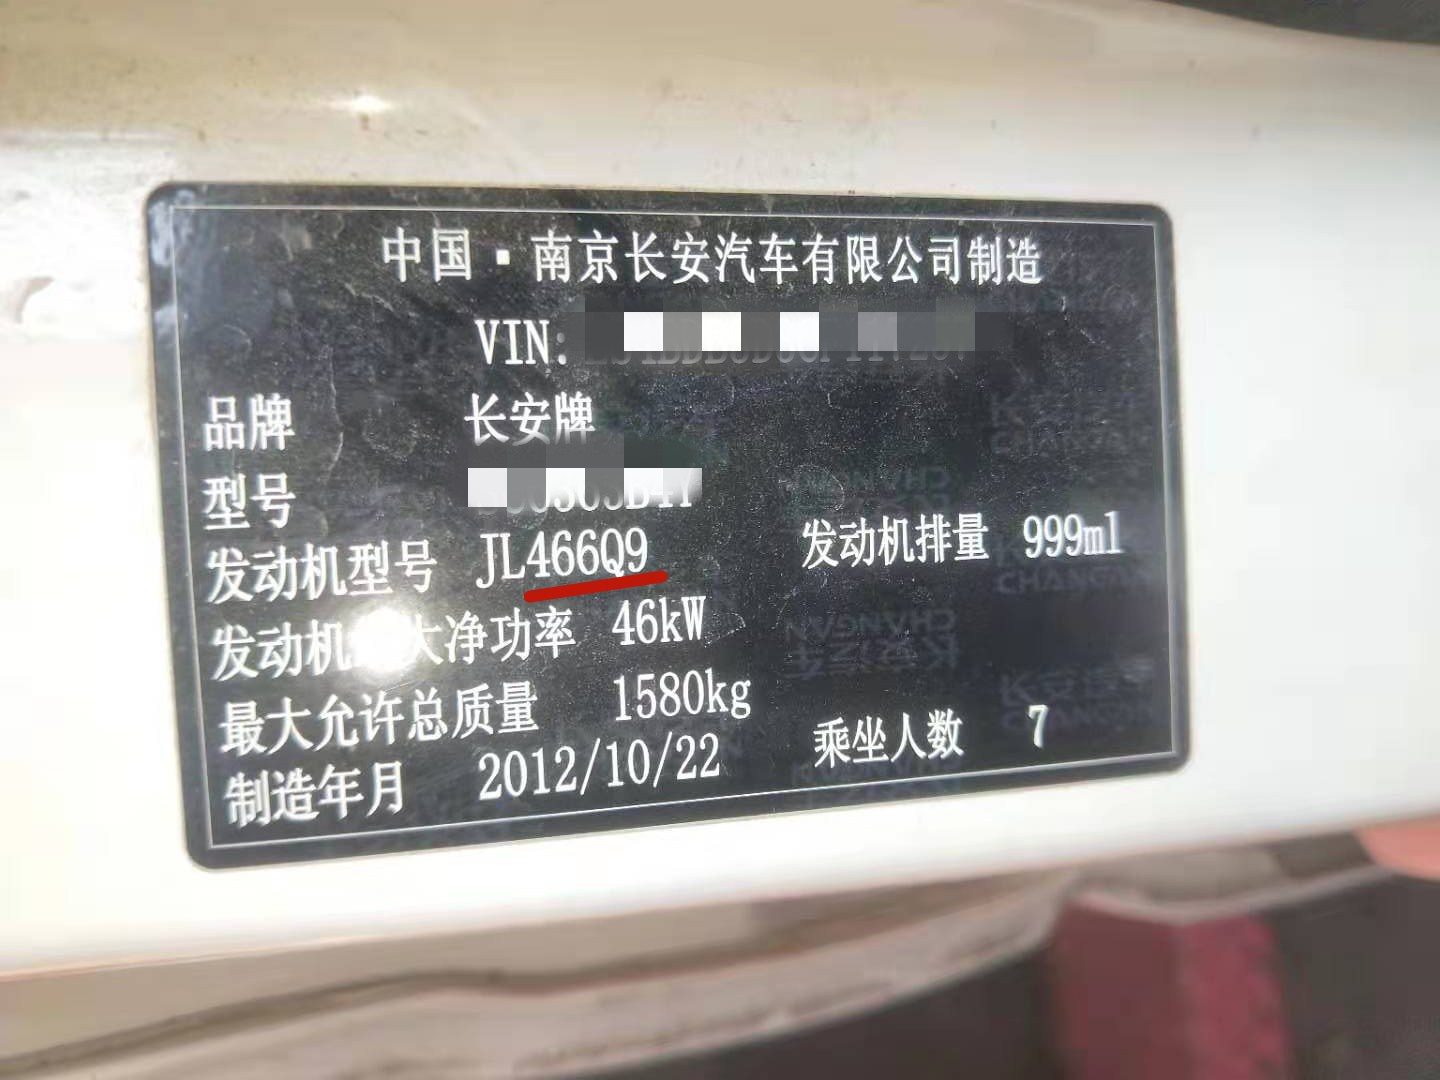 中国·南京长安汽车有限公司制造
VIN:
品牌 长安牌
型号
发动机型号 JL466Q9 发动机排量 999ml
发动机 大净功率 46kW
最大允许总质量 1580kg
制造年月 2012/10/22 乘坐人数 7